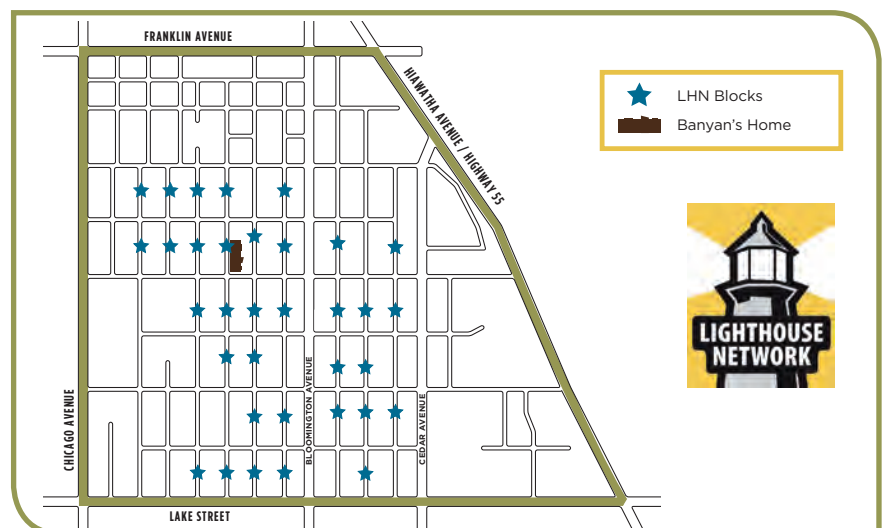 FRANKLIN AVENUE
HIAWATHA AVENUE / HIGHWAY 55
LHN Blocks
Banyan's Home
LIGHTHOUSE
NETWORK
CHICAGO AVENUE
BLOOMINGTON AVENUE
CEDAR AVENUE
LAKE STREET